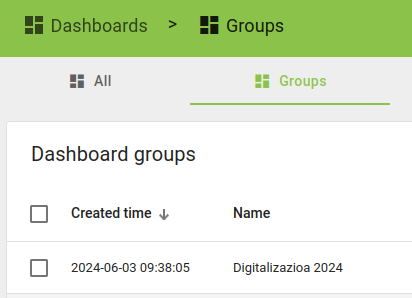 Dashboards > Groups
All Groups
Dashboard groups
Created time ↓ Name
2024-06-03 09:38:05 Digitalizazioa 2024